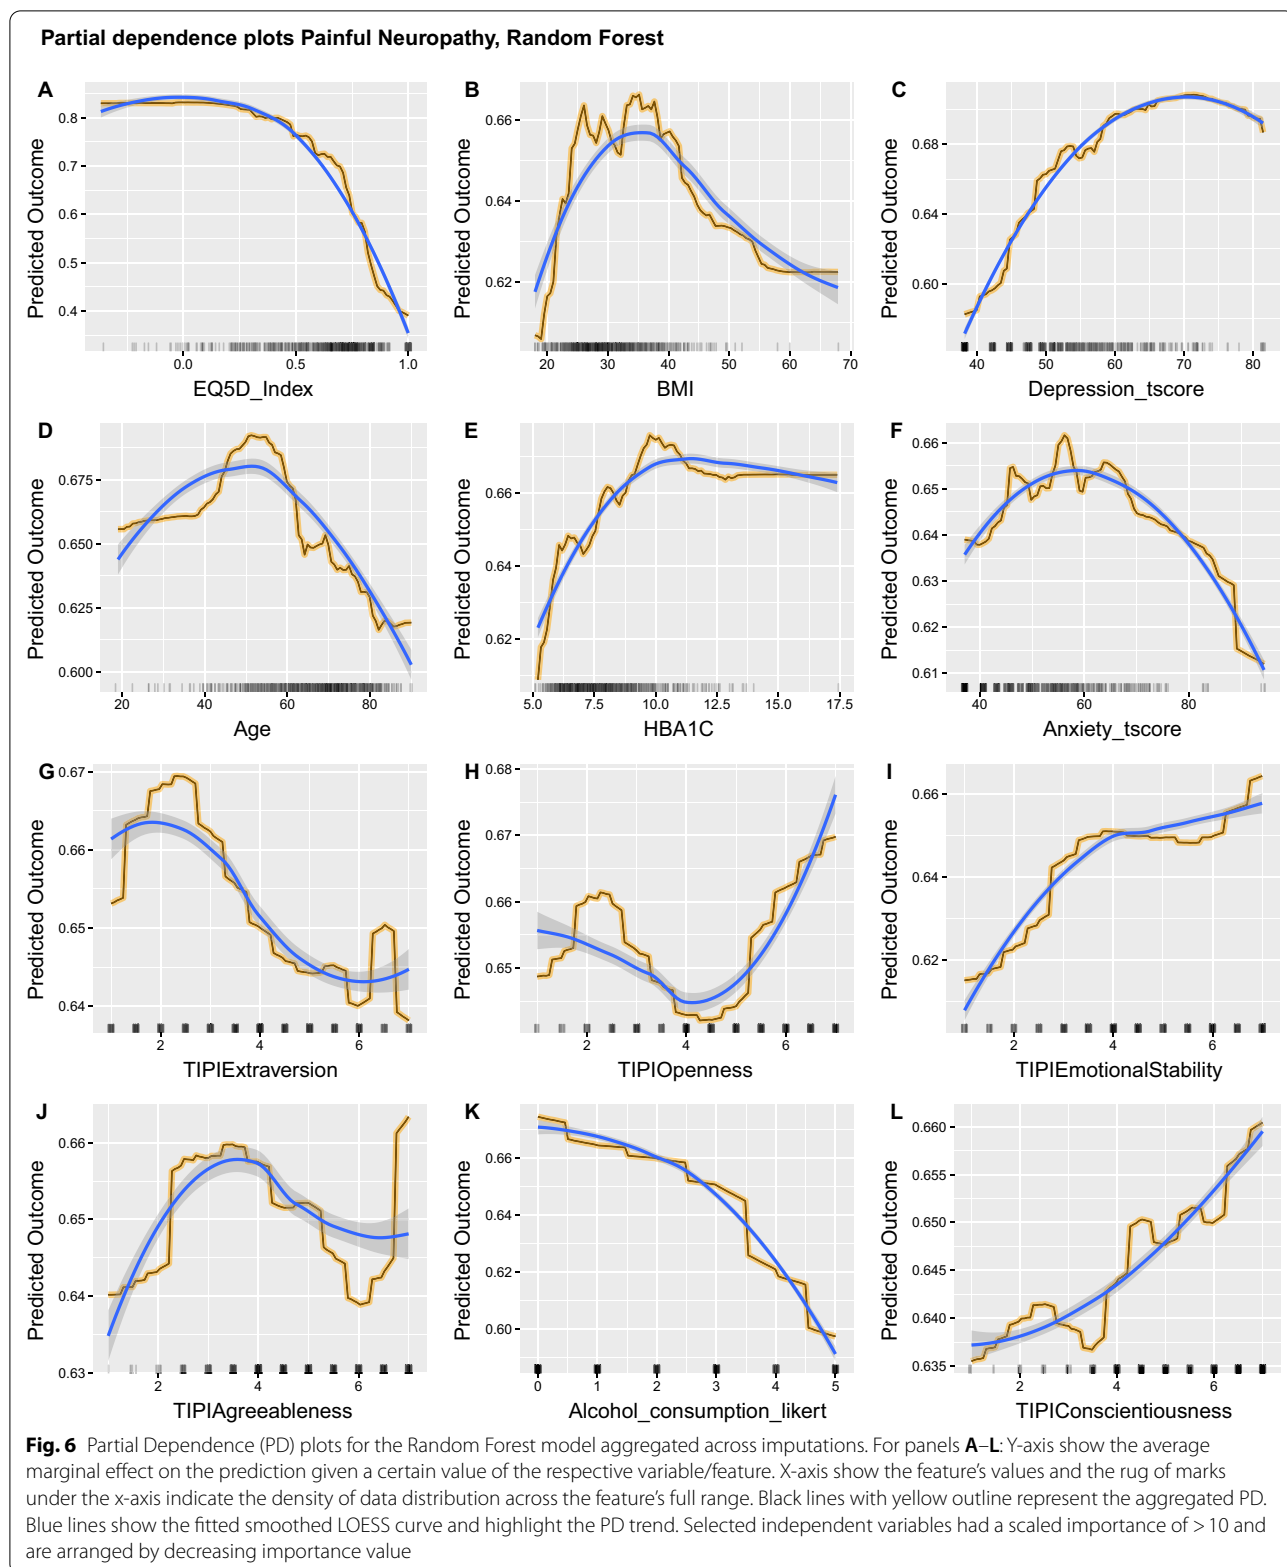 Partial dependence plots Painful Neuropathy, Random Forest
A
Predicted Outcome
0.8
0.7
0.6
0.5
0.4
0.0 0.5 1.0
EQ5D_Index
B
Predicted Outcome
0.66
0.64
0.62
20 30 40 50 60 70
BMI
C
Predicted Outcome
0.68
0.64
0.60
40 50 60 70 80
Depression_tscore
D
Predicted Outcome
0.675
0.650
0.625
0.600
20 40 60 80
Age
E
Predicted Outcome
0.66
0.64
0.62
5.0 7.5 10.0 12.5 15.0 17.5
HBA1C
F
Predicted Outcome
0.66
0.65
0.64
0.63
0.62
0.61
40 60 80
Anxiety_tscore
G
Predicted Outcome
0.67
0.66
0.65
0.64
2 4 6
TIPIExtraversion
H
Predicted Outcome
0.68
0.67
0.66
0.65
2 4 6
TIPIOpenness
I
Predicted Outcome
0.66
0.64
0.62
2 4 6
TIPIEmotionalStability
J
Predicted Outcome
0.66
0.65
0.64
0.63
2 4 6
TIPIAgreeableness
K
Predicted Outcome
0.66
0.64
0.62
0.60
0 1 2 3 4 5
Alcohol_consumption_likert
L
Predicted Outcome
0.660
0.655
0.650
0.645
0.640
0.635
2 4 6
TIPIConscientiousness
Fig. 6 Partial Dependence (PD) plots for the Random Forest model aggregated across imputations. For panels A–L: Y-axis show the average
marginal effect on the prediction given a certain value of the respective variable/feature. X-axis show the feature's values and the rug of marks
under the x-axis indicate the density of data distribution across the feature's full range. Black lines with yellow outline represent the aggregated PD.
Blue lines show the fitted smoothed LOESS curve and highlight the PD trend. Selected independent variables had a scaled importance of > 10 and
are arranged by decreasing importance value